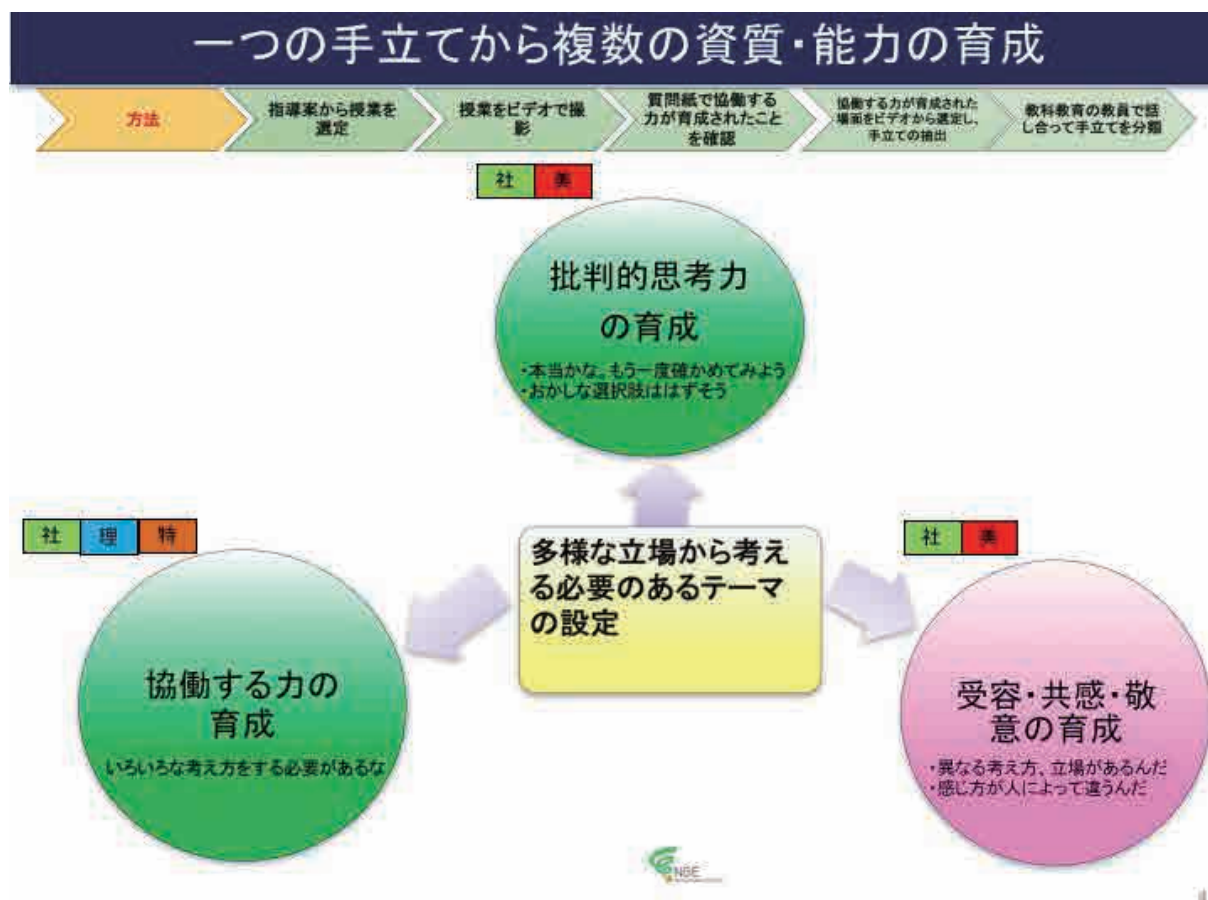 一つの手立てから複数の資質・能力の育成
方法
指導案から授業を
選定
授業をビデオで撮
影
質問紙で協働する
力が育成されたこと
を確認
協働する力が育成された
場面をビデオから選定し、
手立ての抽出
教科教育の教員で話
し合って手立てを分類
社 美
批判的思考力
の育成
・本当かな。もう一度確かめてみよう
・おかしな選択肢ははずそう
社 理 特
協働する力の
育成
いろいろな考え方をする必要があるな
多様な立場から考え
る必要のあるテーマ
の設定
社 美
受容・共感・敬
意の育成
・異なる考え方、立場があるんだ
・感じ方が人によって違うんだ
NGE